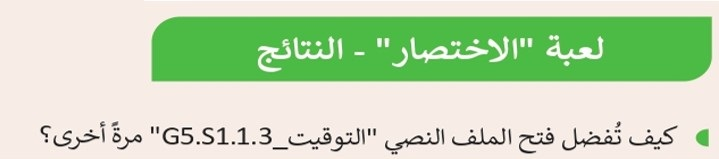 لعبة "الاختصار" - النتائج
كيف تُفضل فتح الملف النصي "التوقيت_G5.S1.1.3" مرةً أخرى؟